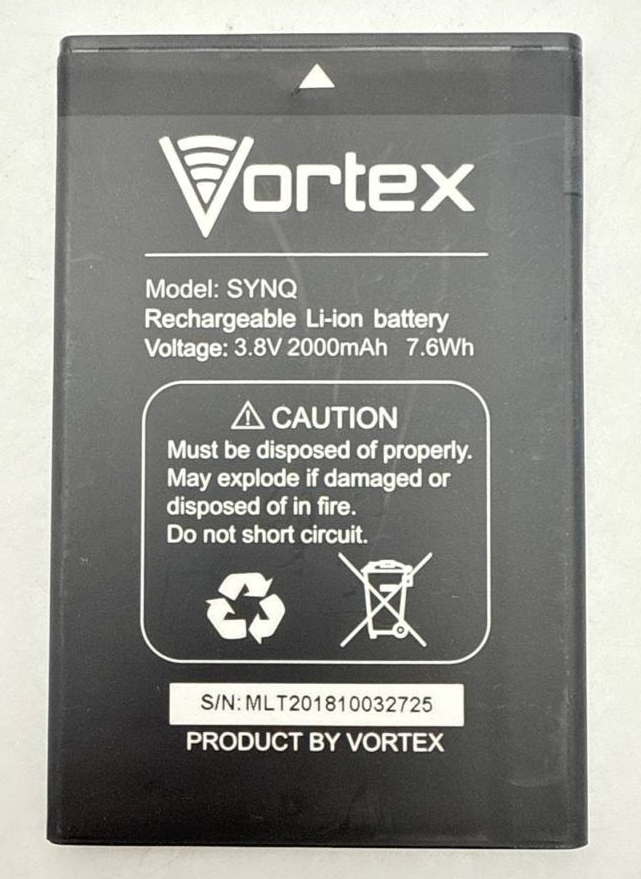 Vortex
Model: SYNQ
Rechargeable Li-ion battery
Voltage: 3.8V 2000mAh 7.6Wh
CAUTION
Must be disposed of properly.
May explode if damaged or
disposed of in fire.
Do not short circuit.
S/N: MLT201810032725
PRODUCT BY VORTEX